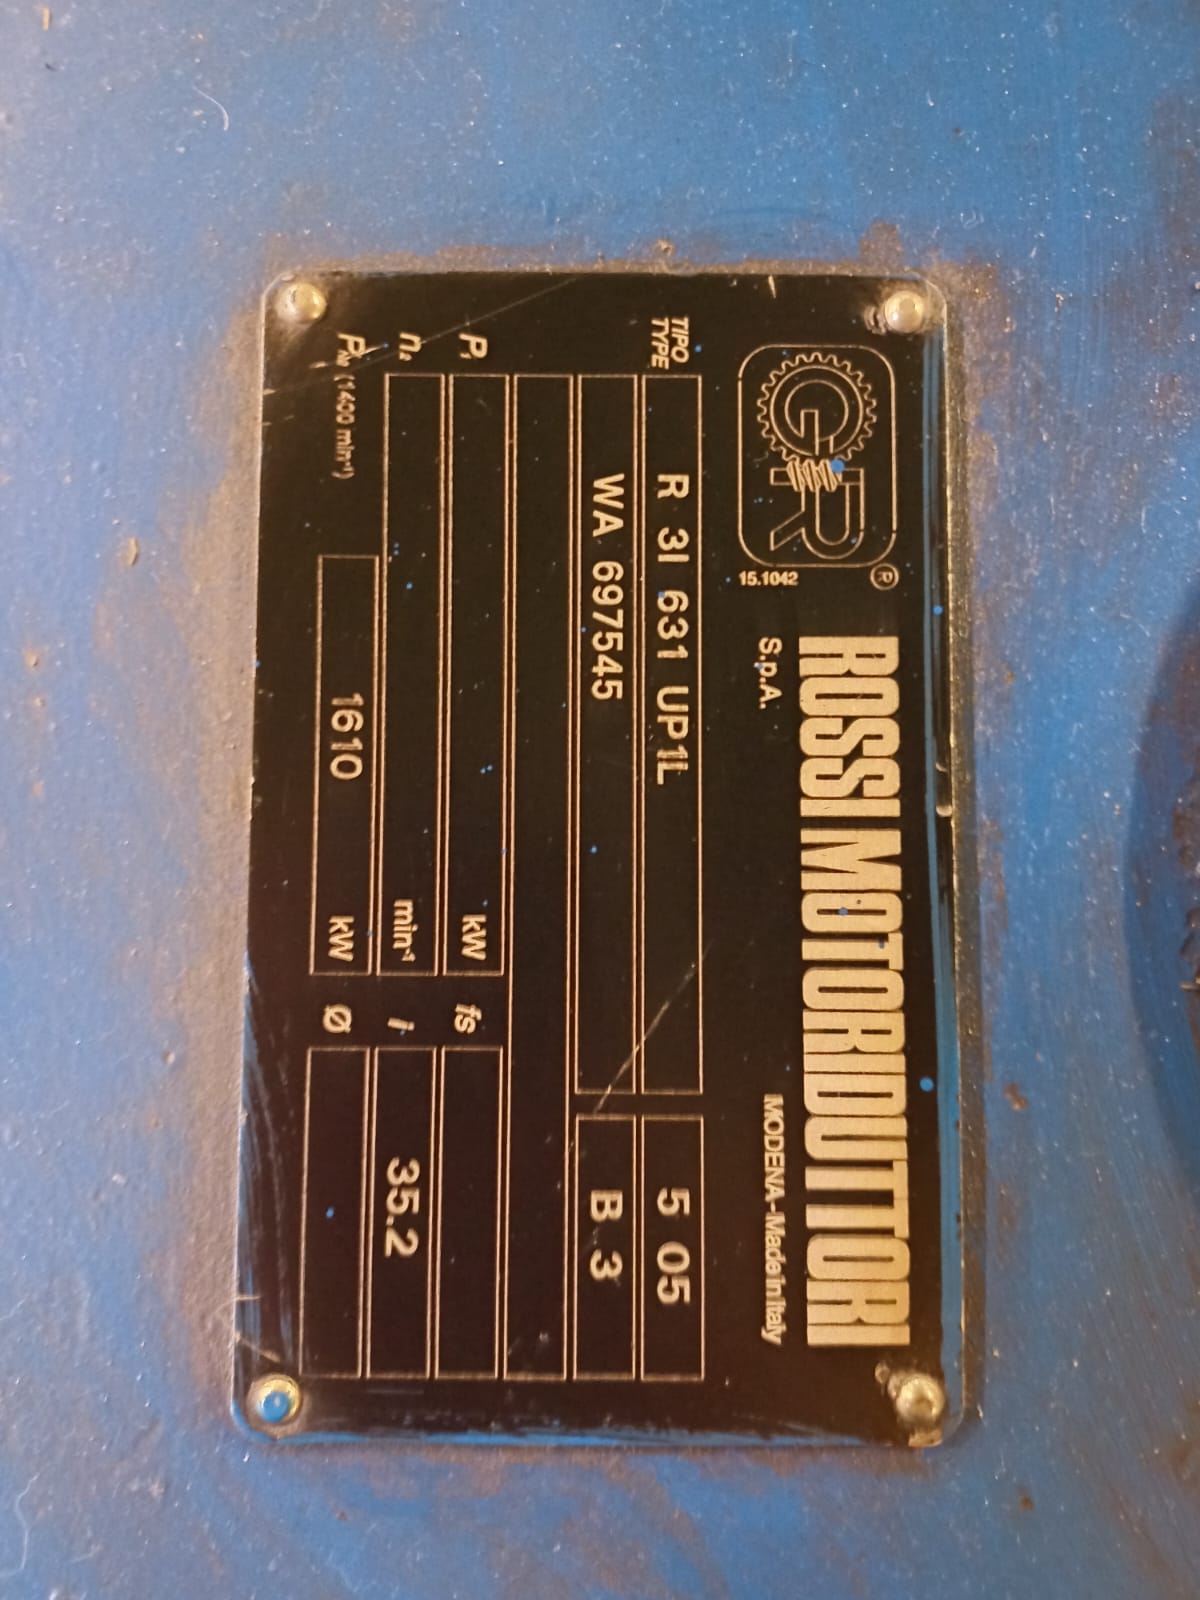 GR®
15.1042
ROSSI MOTORIDUTTORI
S.p.A.
MODENA - Made in Italy
TIPO
TYPE
R 3I 631 UP1L
5 05
WA 697545
B 3
P₁
kW
fs
n₂
min⁻¹
i
35.2
(1400 min⁻¹)
1610
kW
Ø